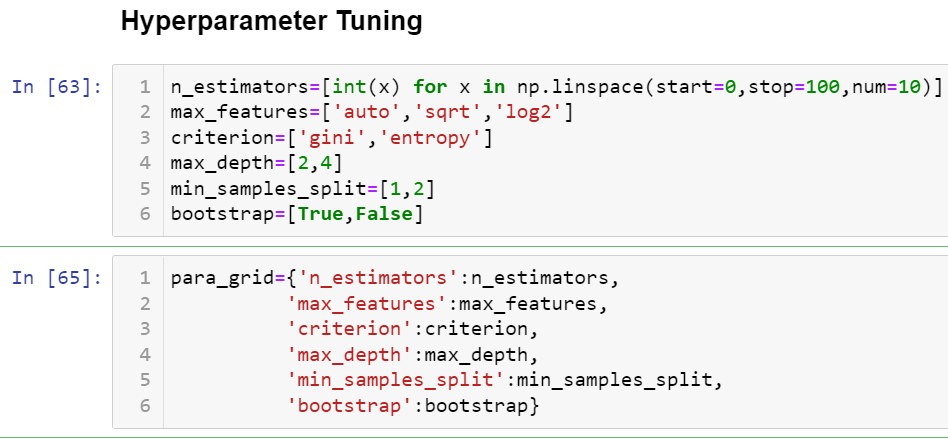 Hyperparameter Tuning
In [63]:
1 n_estimators=[int(x) for x in np.linspace(start=0,stop=100,num=10)]
2 max_features=['auto','sqrt','log2']
3 criterion=['gini','entropy']
4 max_depth=[2,4]
5 min_samples_split=[1,2]
6 bootstrap=[True,False]
In [65]:
1 para_grid={'n_estimators':n_estimators,
2 'max_features':max_features,
3 'criterion':criterion,
4 'max_depth':max_depth,
5 'min_samples_split':min_samples_split,
6 'bootstrap':bootstrap}